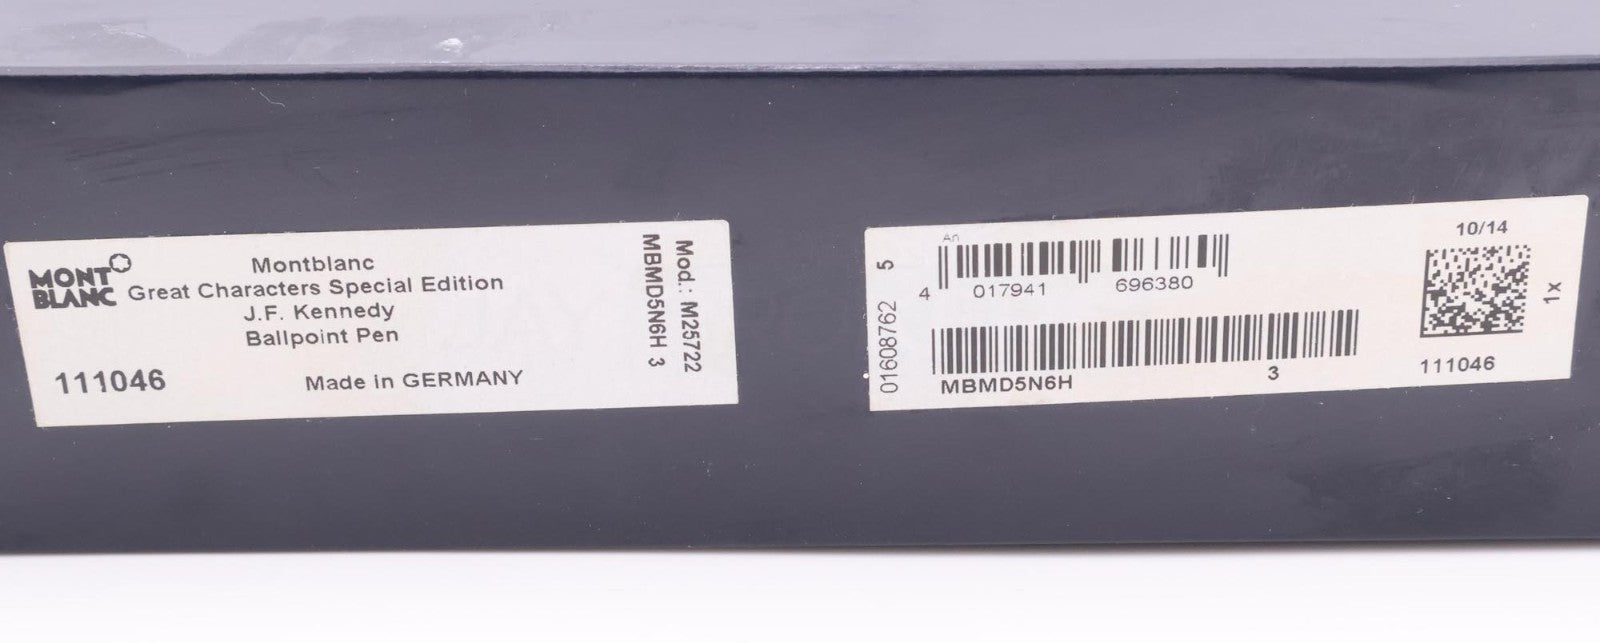 MONT
BLANC
Montblanc
Great Characters Special Edition
J.F. Kennedy
Ballpoint Pen
111046
Made in GERMANY
Mod.: M25722
MBMD5N6H 3
An
4 017941 696380
01608762 5
MBMD5N6H 3
10/14
1x
111046